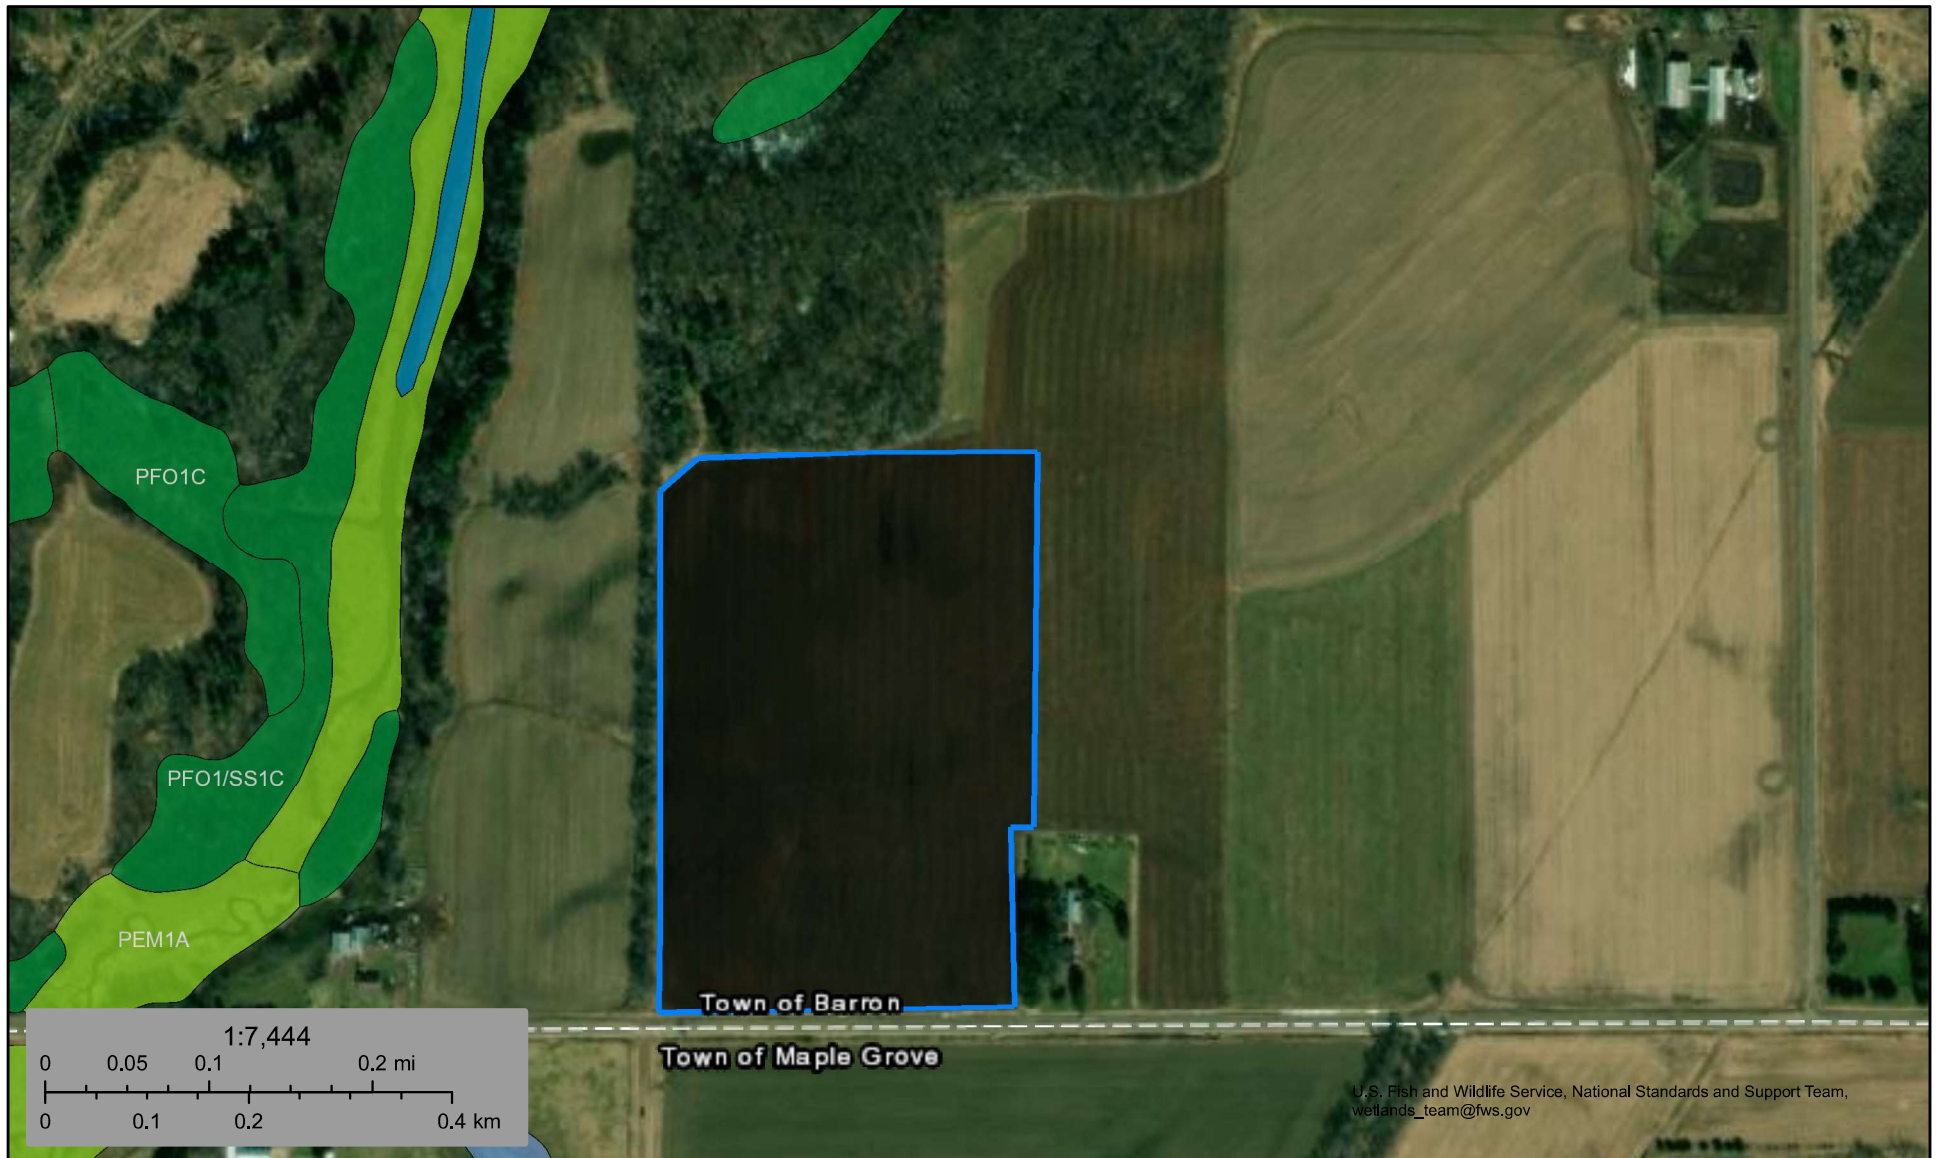 PFO1C
PFO1/SS1C
PEM1A
Town of Barron
Town of Maple Grove
1:7,444
0 0.05 0.1 0.2 mi
0 0.1 0.2 0.4 km
U.S. Fish and Wildlife Service, National Standards and Support Team,
wetlands_team@fws.gov